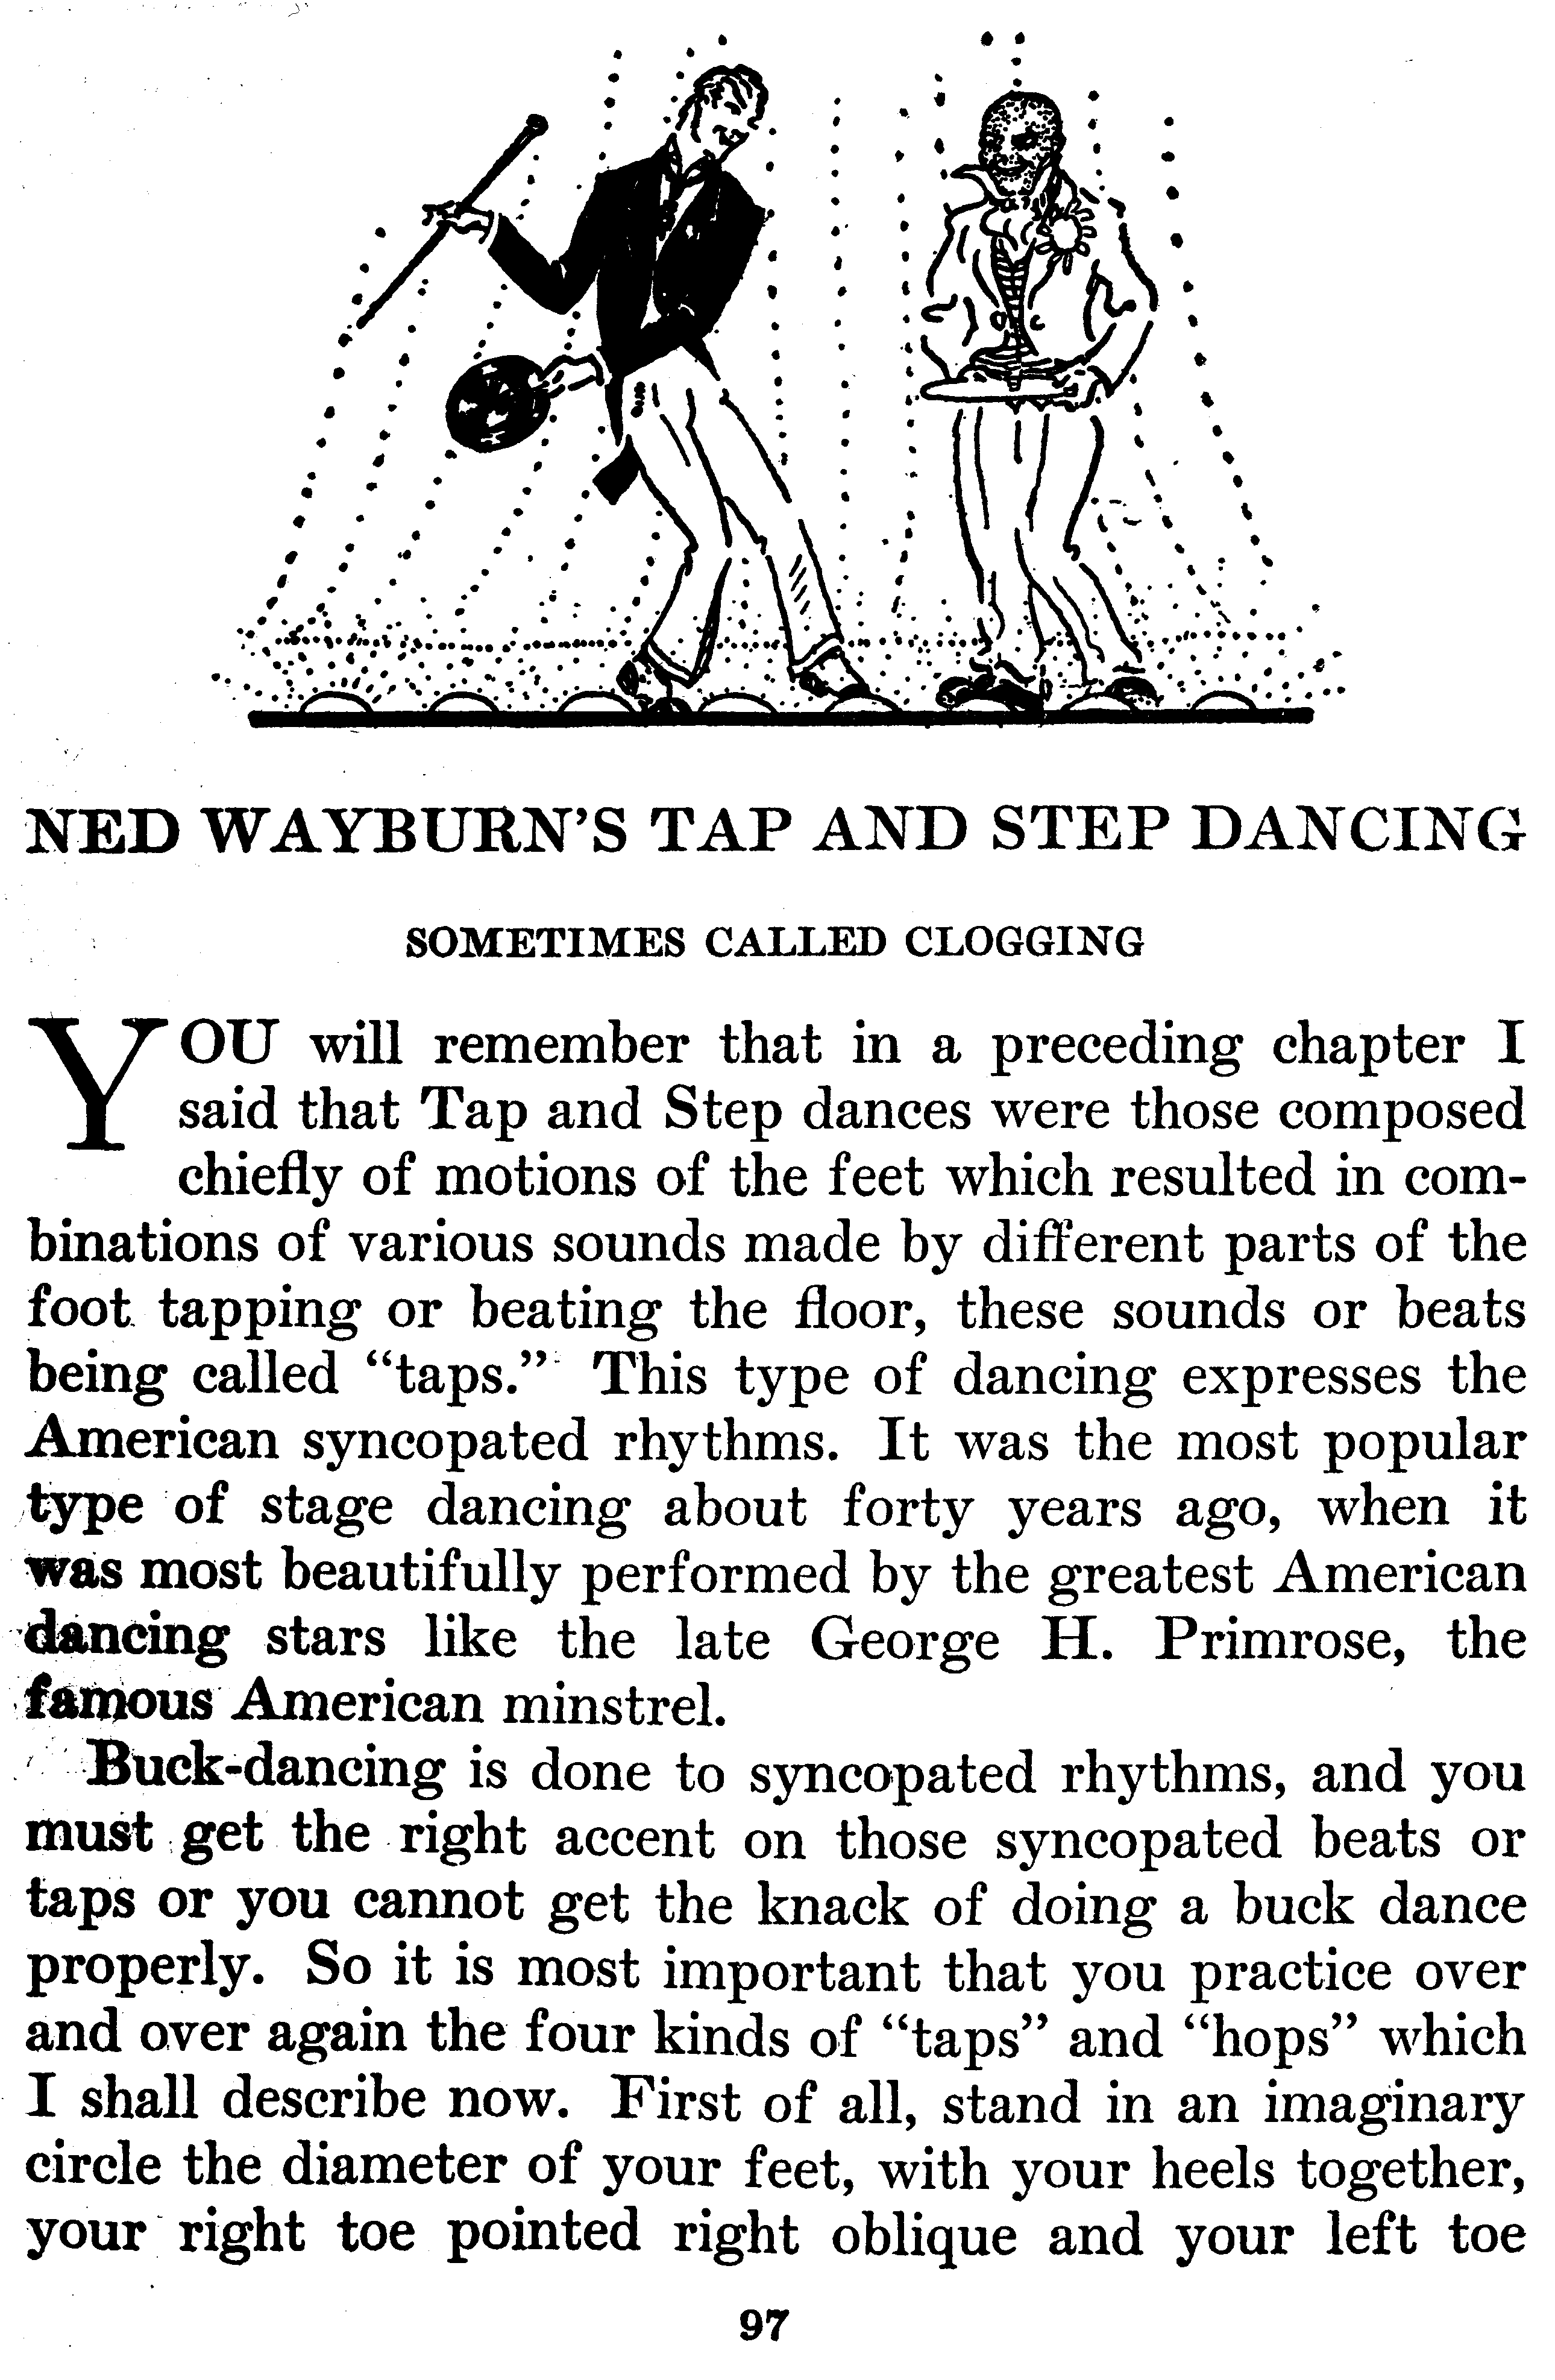 NED WAYBURN'S TAP AND STEP DANCING
SOMETIMES CALLED CLOGGING
YOU will remember that in a preceding chapter I
said that Tap and Step dances were those composed
chiefly of motions of the feet which resulted in com-
binations of various sounds made by different parts of the
foot tapping or beating the floor, these sounds or beats
being called “taps.” This type of dancing expresses the
American syncopated rhythms. It was the most popular
type of stage dancing about forty years ago, when it
was most beautifully performed by the greatest American
dancing stars like the late George H. Primrose, the
famous American minstrel.
Buck-dancing is done to syncopated rhythms, and you
must get the right accent on those syncopated beats or
taps or you cannot get the knack of doing a buck dance
properly. So it is most important that you practice over
and over again the four kinds of “taps” and “hops” which
I shall describe now. First of all, stand in an imaginary
circle the diameter of your feet, with your heels together,
your right toe pointed right oblique and your left toe
97